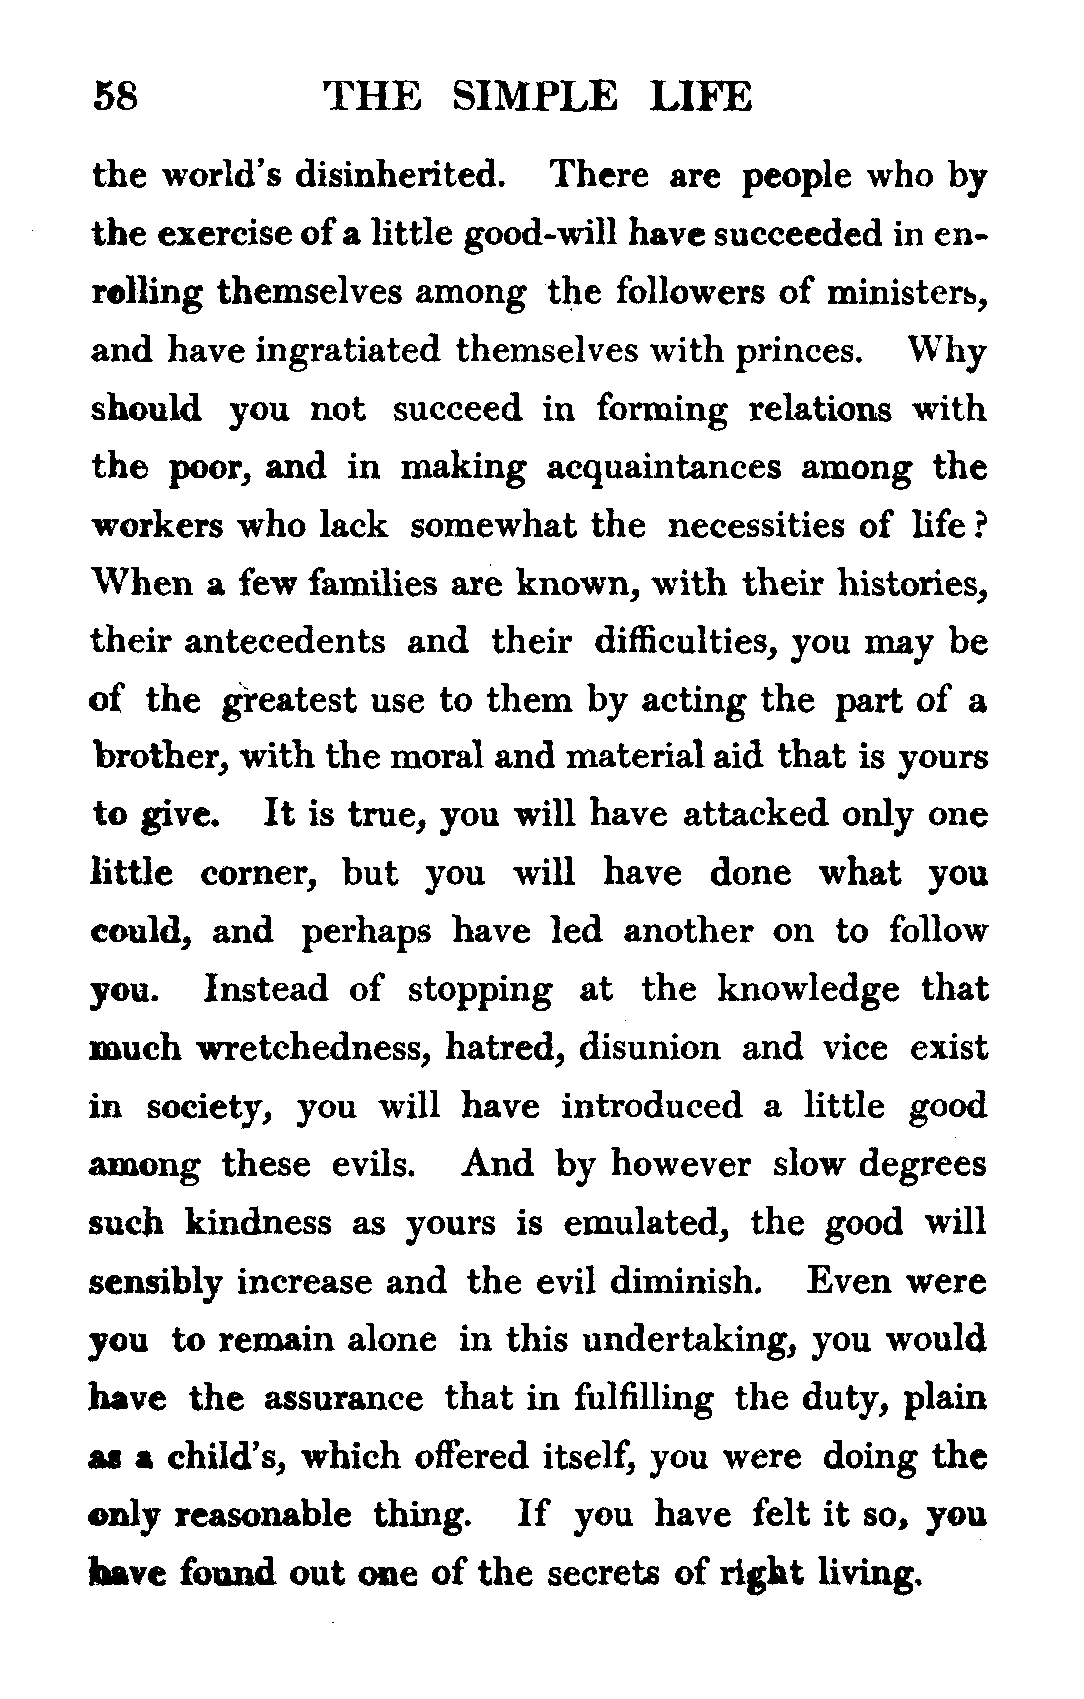 58 THE SIMPLE LIFE
the world's disinherited. There are people who by
the exercise of a little good-will have succeeded in en-
rolling themselves among the followers of ministers,
and have ingratiated themselves with princes. Why
should you not succeed in forming relations with
the poor, and in making acquaintances among the
workers who lack somewhat the necessities of life?
When a few families are known, with their histories,
their antecedents and their difficulties, you may be
of the greatest use to them by acting the part of a
brother, with the moral and material aid that is yours
to give. It is true, you will have attacked only one
little corner, but you will have done what you
could, and perhaps have led another on to follow
you. Instead of stopping at the knowledge that
much wretchedness, hatred, disunion and vice exist
in society, you will have introduced a little good
among these evils. And by however slow degrees
such kindness as yours is emulated, the good will
sensibly increase and the evil diminish. Even were
you to remain alone in this undertaking, you would
have the assurance that in fulfilling the duty, plain
as a child's, which offered itself, you were doing the
only reasonable thing. If you have felt it so, you
have found out one of the secrets of right living.